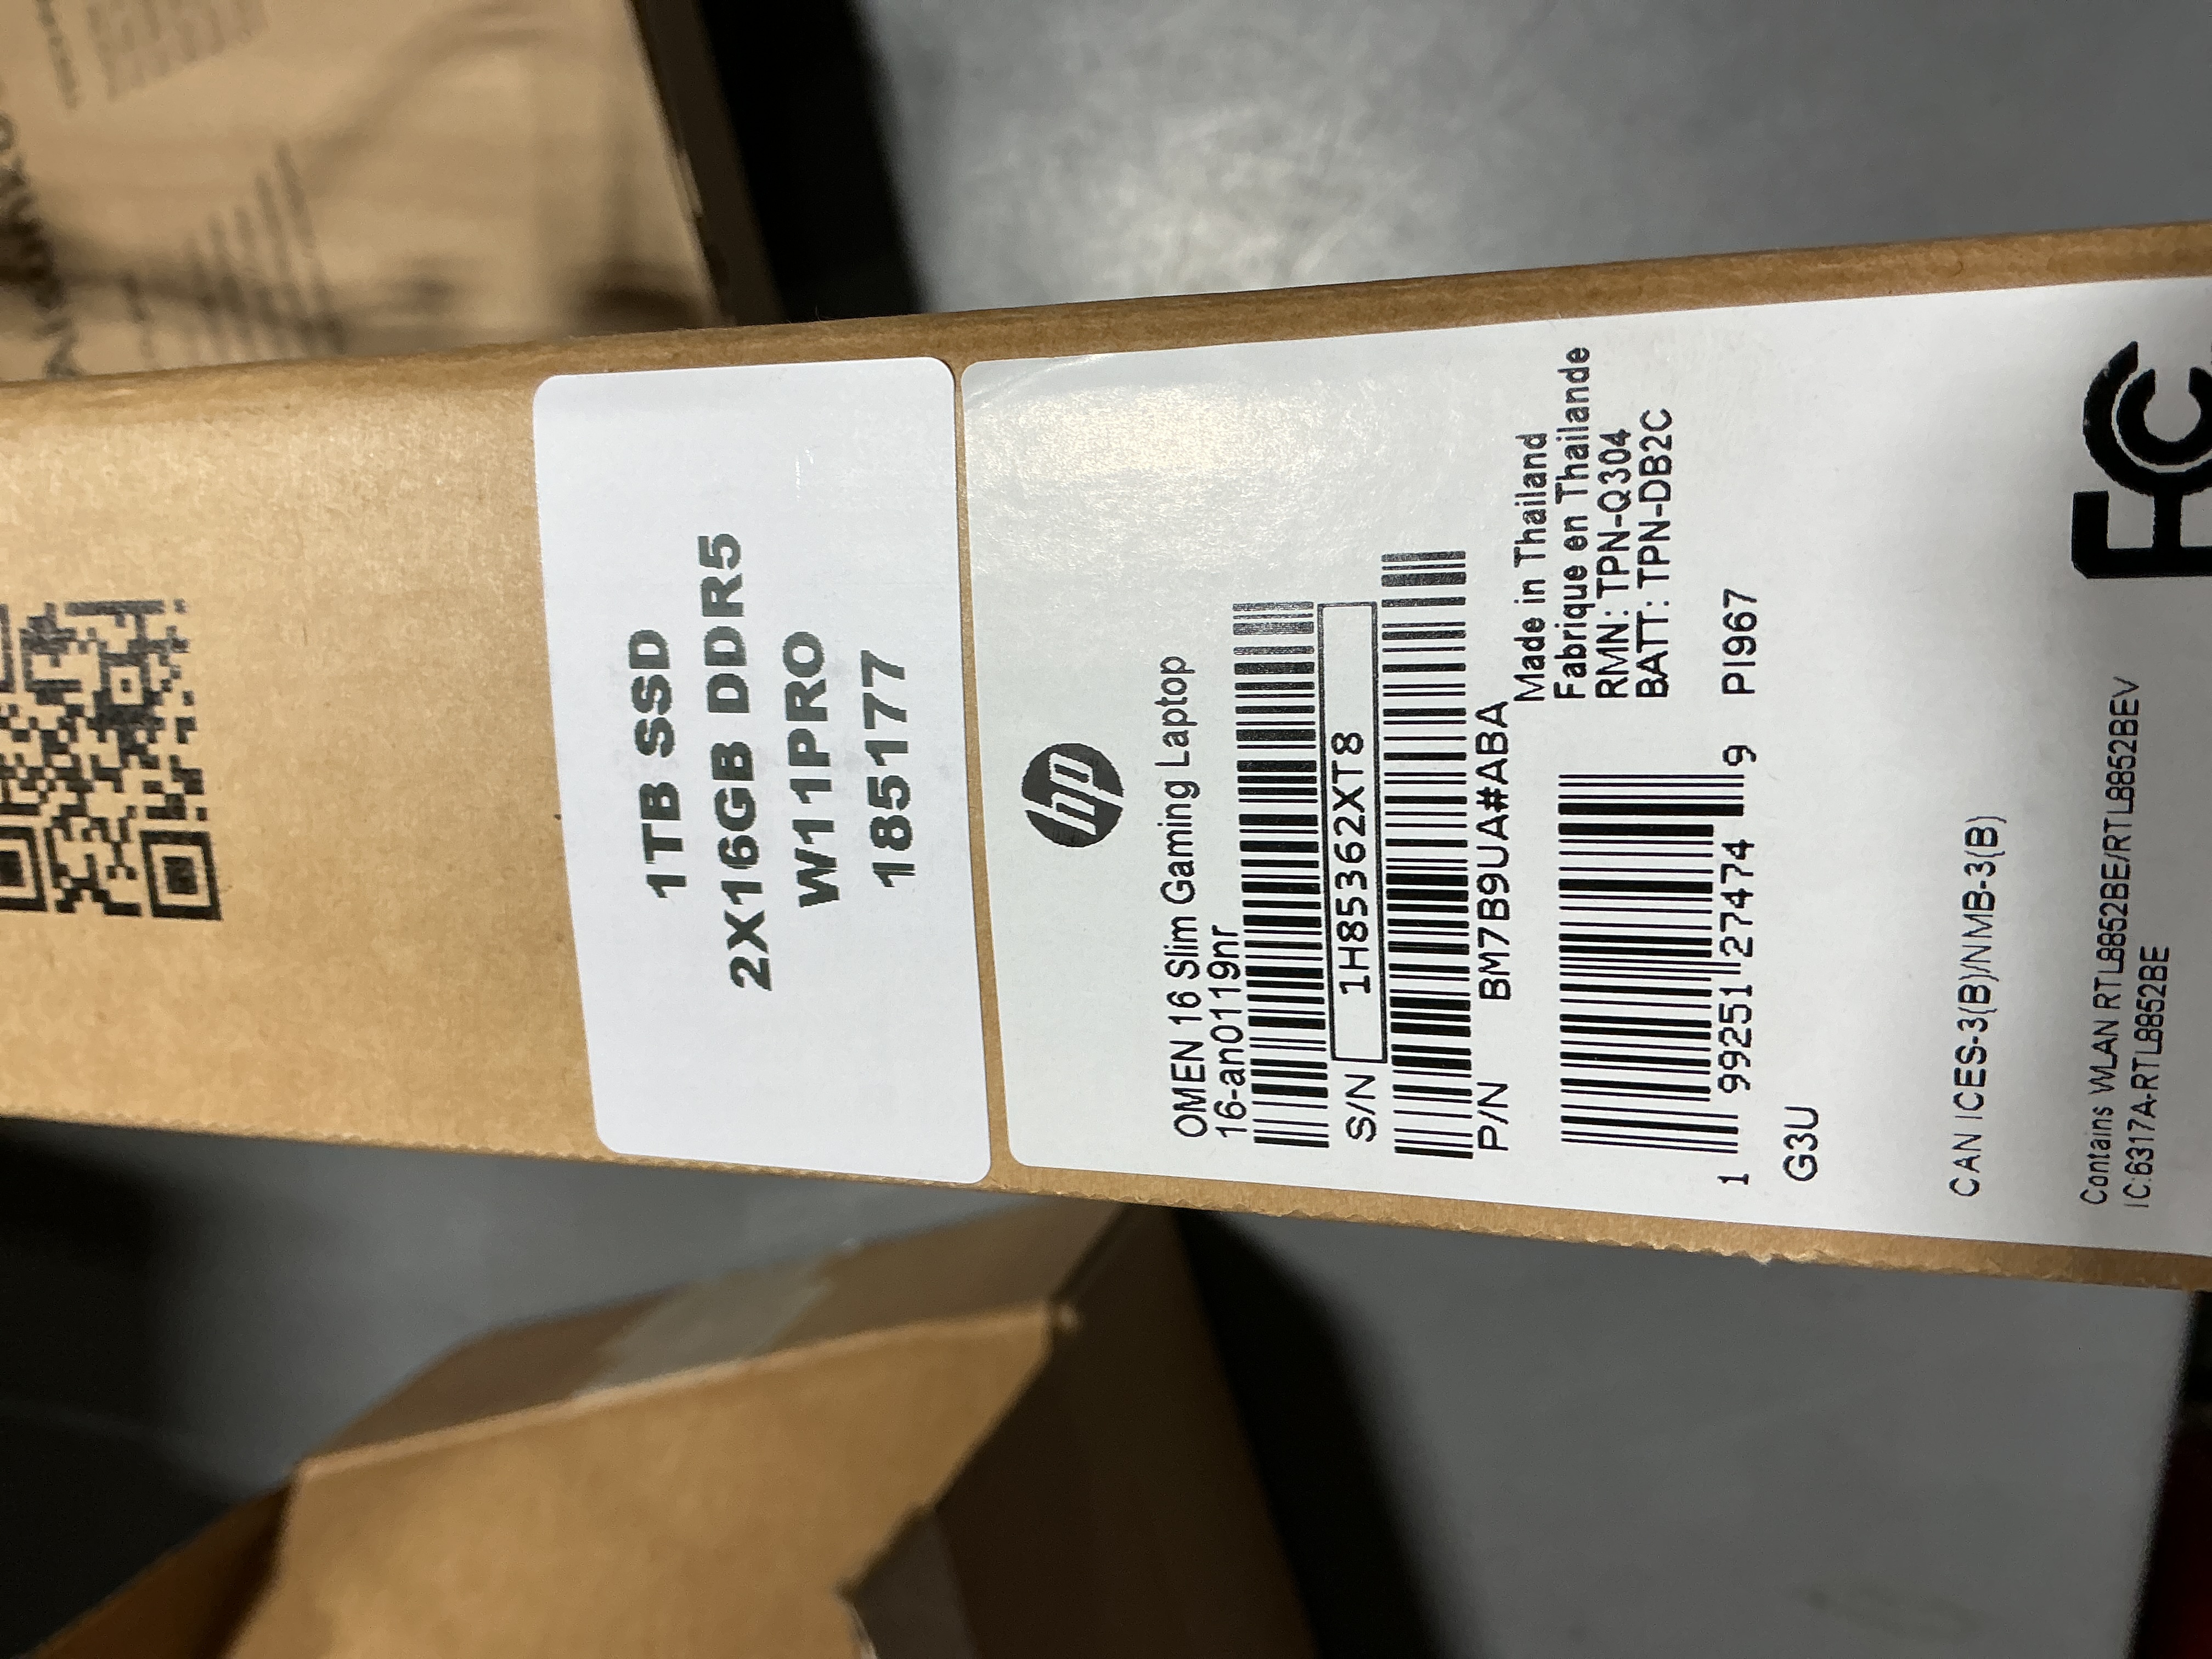 1TB SSD
2X16GB DDR5
W11PRO
185177
hp
OMEN 16 Slim Gaming Laptop
16-an0119nr
S/N 1H85362XT8
P/N BM7B9UA#ABA
Made in Thailand
Fabrique en Thailande
RMN: TPN-Q304
BATT: TPN-DB2C
1 99251 27474 9 PI967
G3U
CAN ICES-3(B)/NMB-3(B)
Contains WLAN RTL8852BE/RTL8852BEV
IC:6317A-RTL8852BE
FC